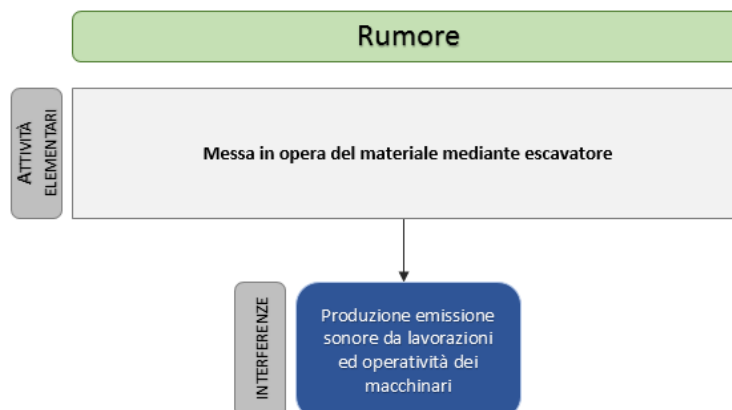 Rumore
ATTIVITÀ
ELEMENTARI
Messa in opera del materiale mediante escavatore
INTERFERENZE
Produzione emissione
sonore da lavorazioni
ed operatività dei
macchinari